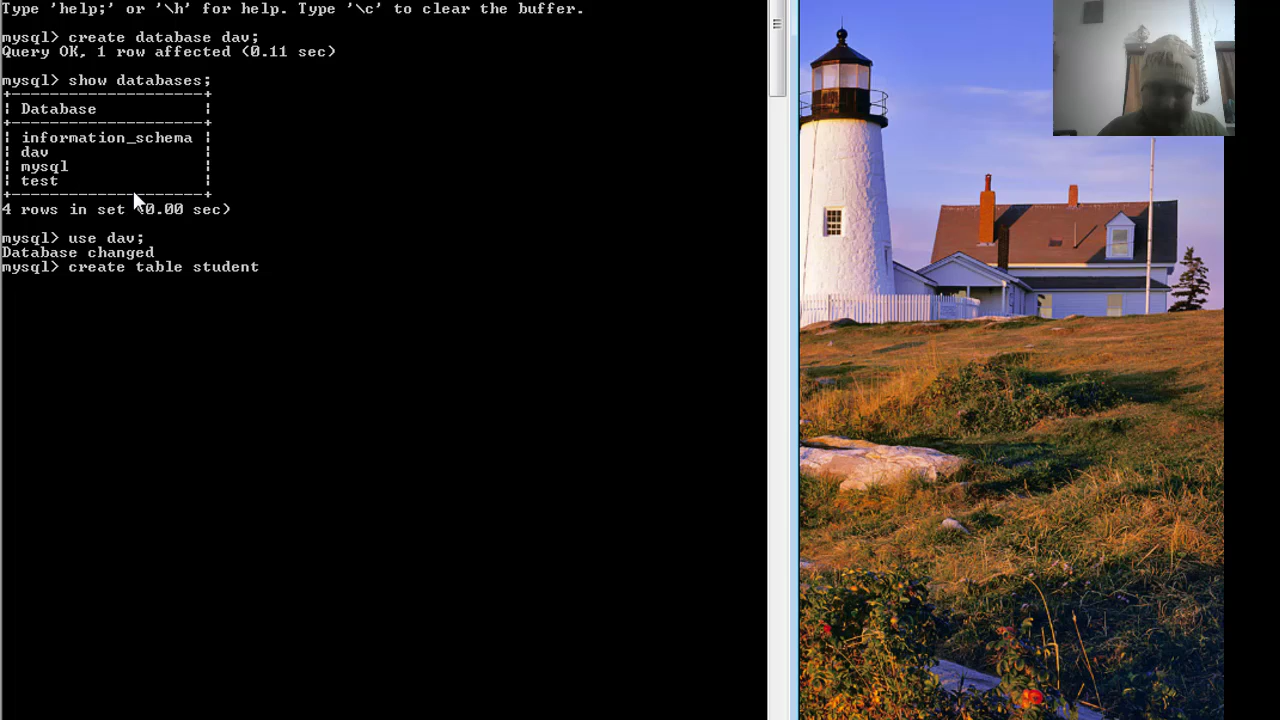 Type 'help;' or '\h' for help. Type '\c' to clear the buffer.
mysql> create database dav;
Query OK, 1 row affected (0.11 sec)
mysql> show databases;
+--------------------+
| Database           |
+--------------------+
| information_schema |
| dav                |
| mysql              |
| test               |
+--------------------+
4 rows in set (0.00 sec)
mysql> use dav;
Database changed
mysql> create table student